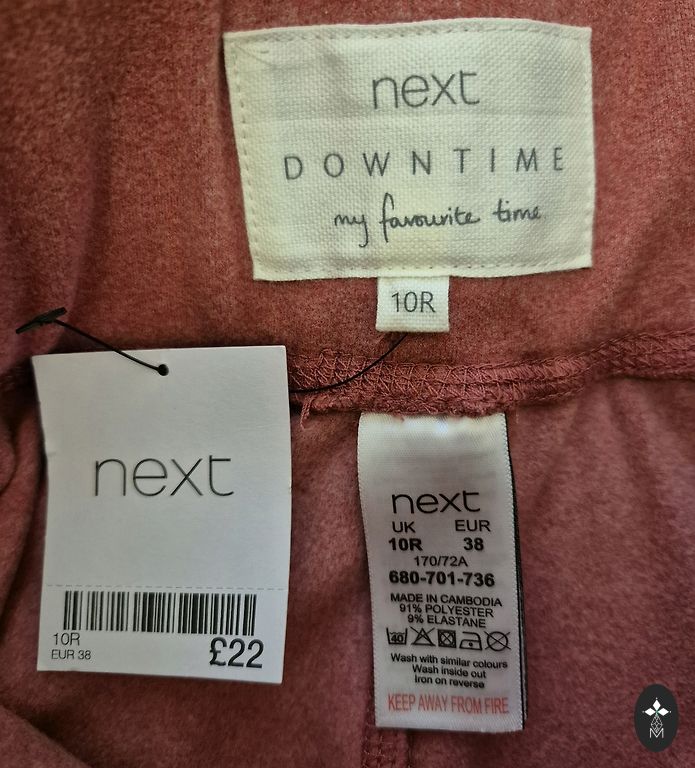 next
DOWNTIME
my favourite time
10R
next
10R
EUR 38
£22
next
UK EUR
10R 38
170/72A
680-701-736
MADE IN CAMBODIA
91% POLYESTER
9% ELASTANE
40
Wash with similar colours
Wash inside out
Iron on reverse
KEEP AWAY FROM FIRE
M